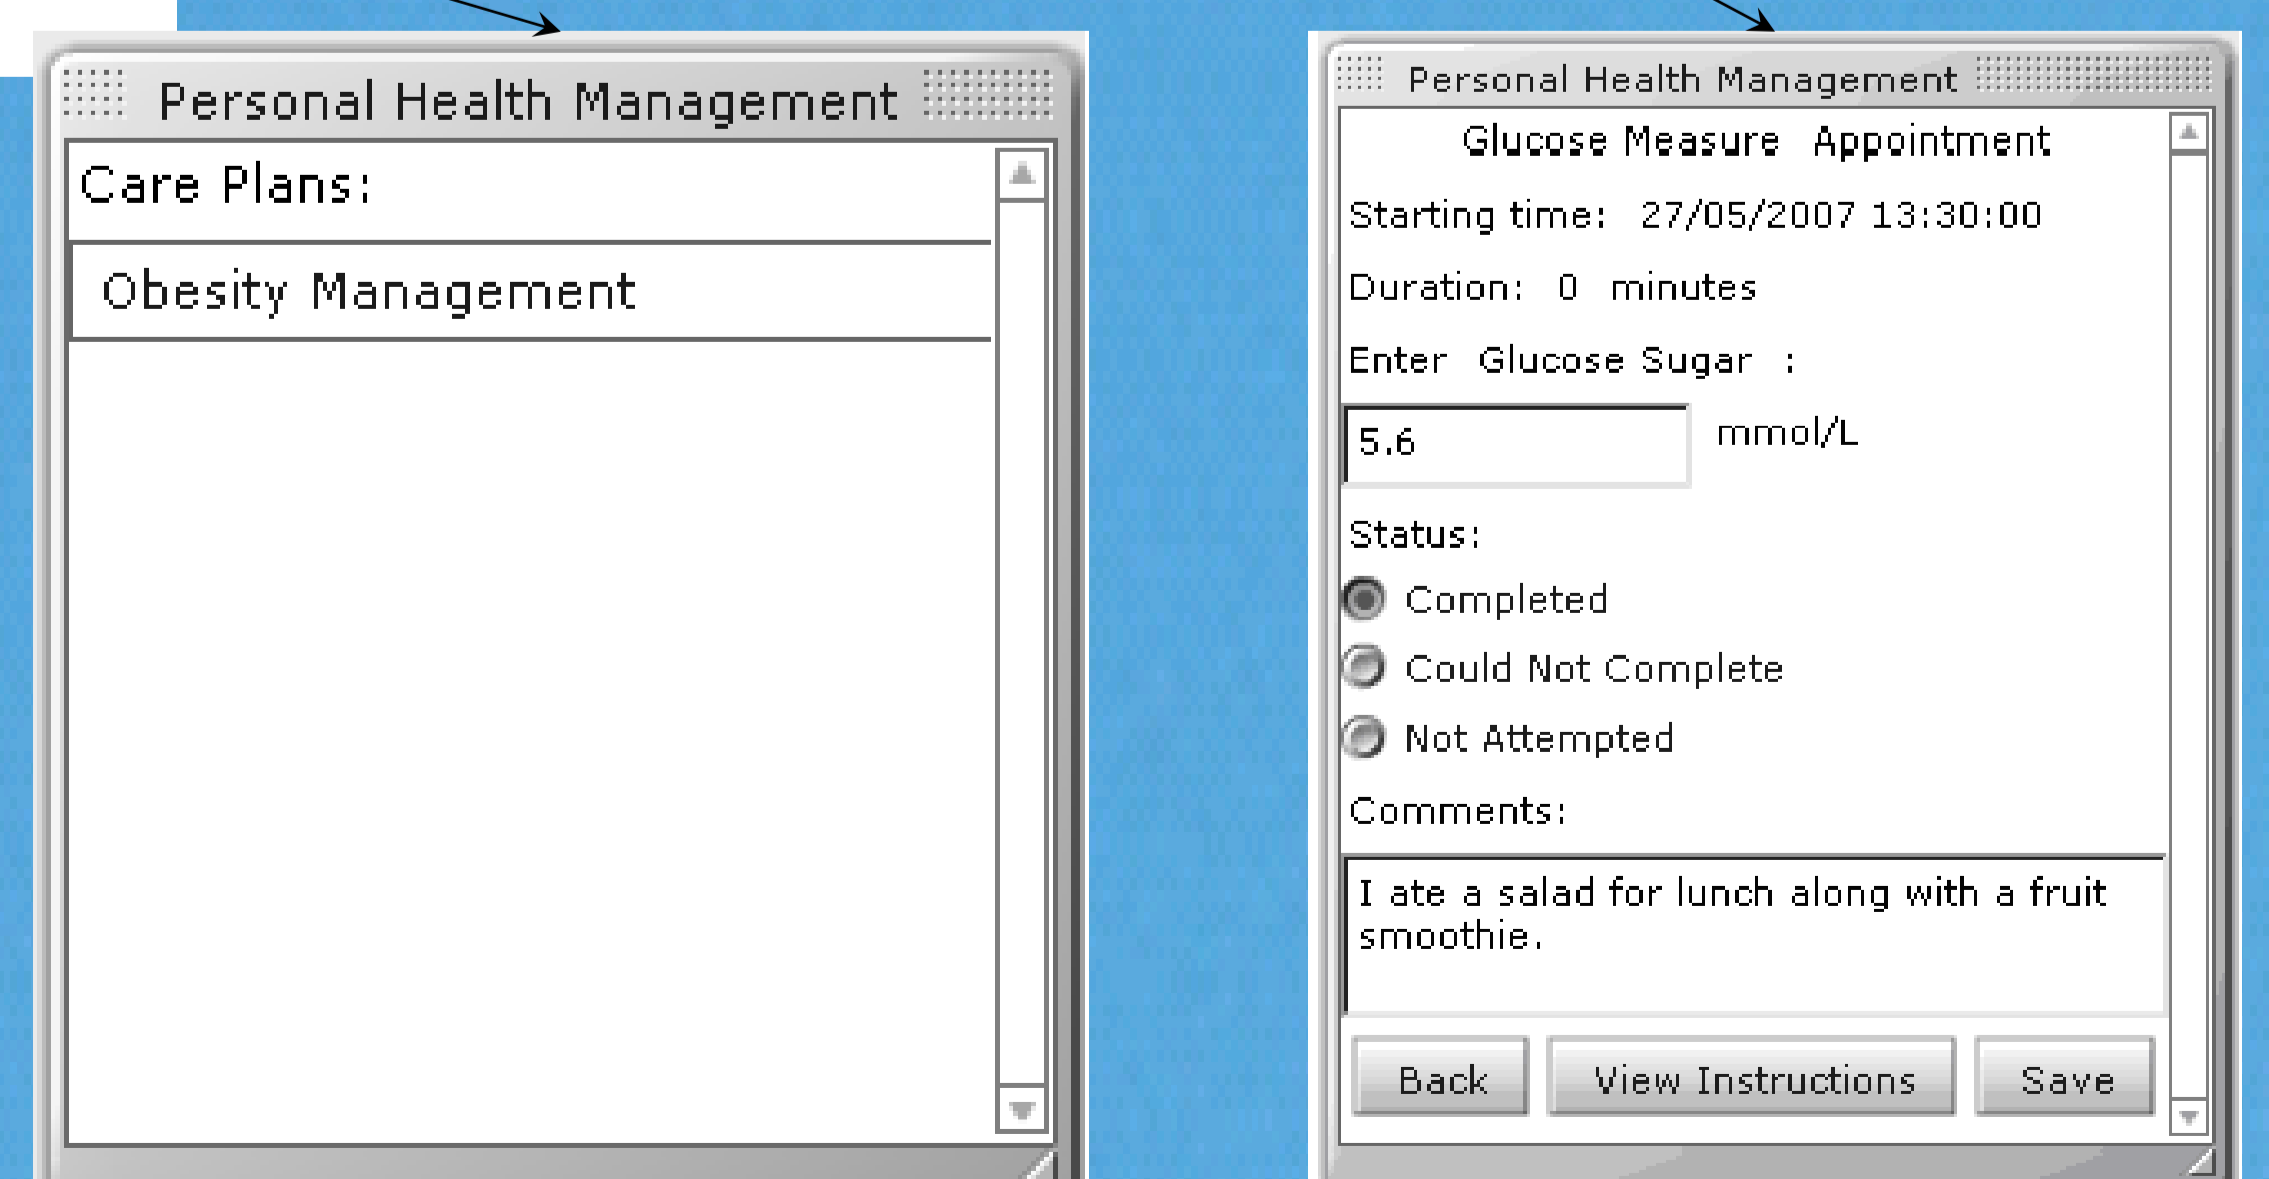 Personal Health Management
Care Plans:
Obesity Management
Personal Health Management
Glucose Measure Appointment
Starting time: 27/05/2007 13:30:00
Duration: 0 minutes
Enter Glucose Sugar :
5.6 mmol/L
Status:
Completed
Could Not Complete
Not Attempted
Comments:
I ate a salad for lunch along with a fruit
smoothie.
Back View Instructions Save